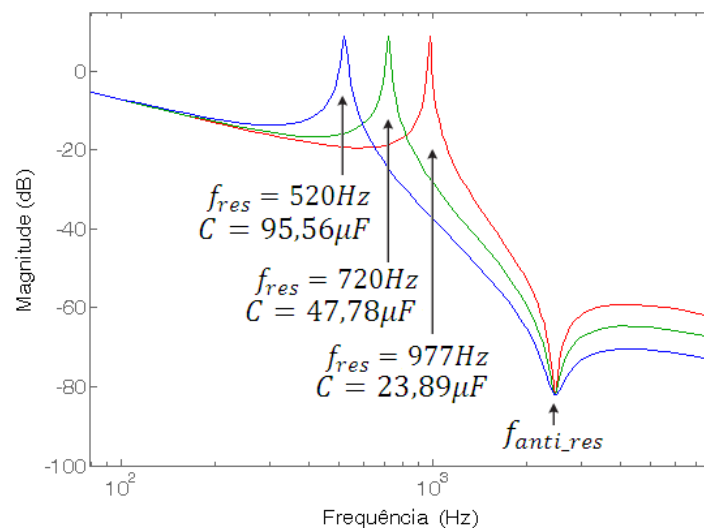 0
-20
-40
-60
-80
-100
Magnitude (dB)
f_res = 520Hz
C = 95,56µF
f_res = 720Hz
C = 47,78µF
f_res = 977Hz
C = 23,89µF
f_anti_res
10²
10³
Frequência (Hz)